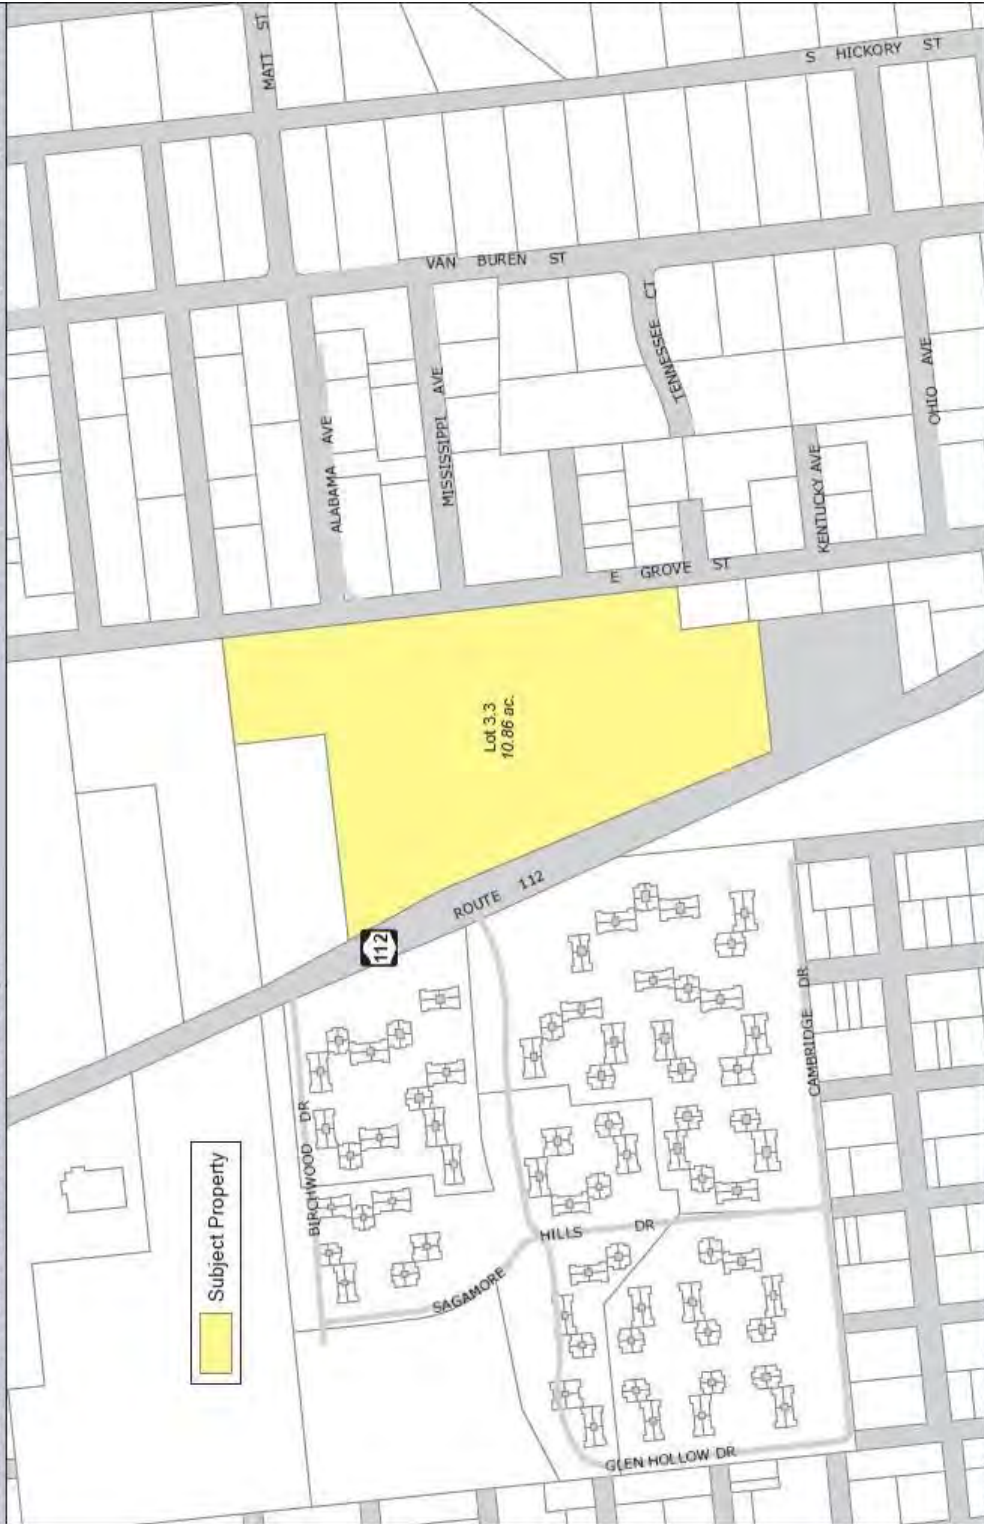 S HICKORY ST
MATT ST
VAN BUREN ST
TENNESSEE CT
OHIO AVE
ALABAMA AVE
MISSISSIPPI AVE
KENTUCKY AVE
E GROVE ST
Lot 3.3
10.86 ac.
ROUTE 112
112
CAMBRIDGE DR
BIRCHWOOD DR
Subject Property
HILLS DR
SAGAMORE
GLEN HOLLOW DR